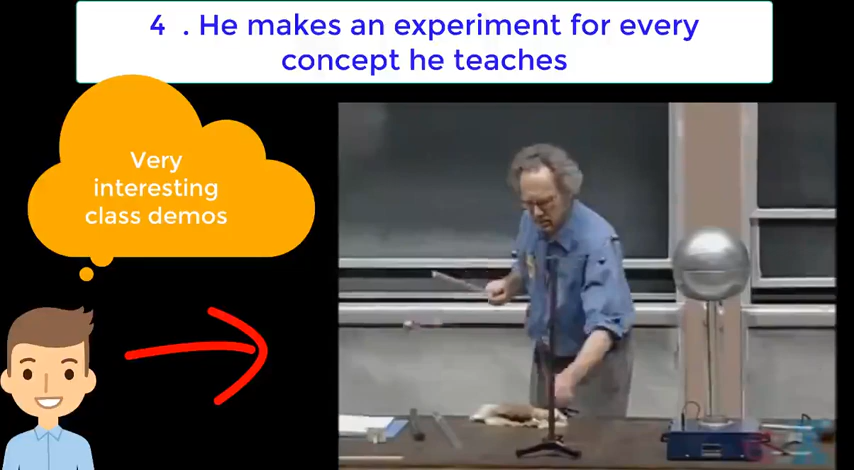 4 . He makes an experiment for every
concept he teaches
Very
interesting
class demos